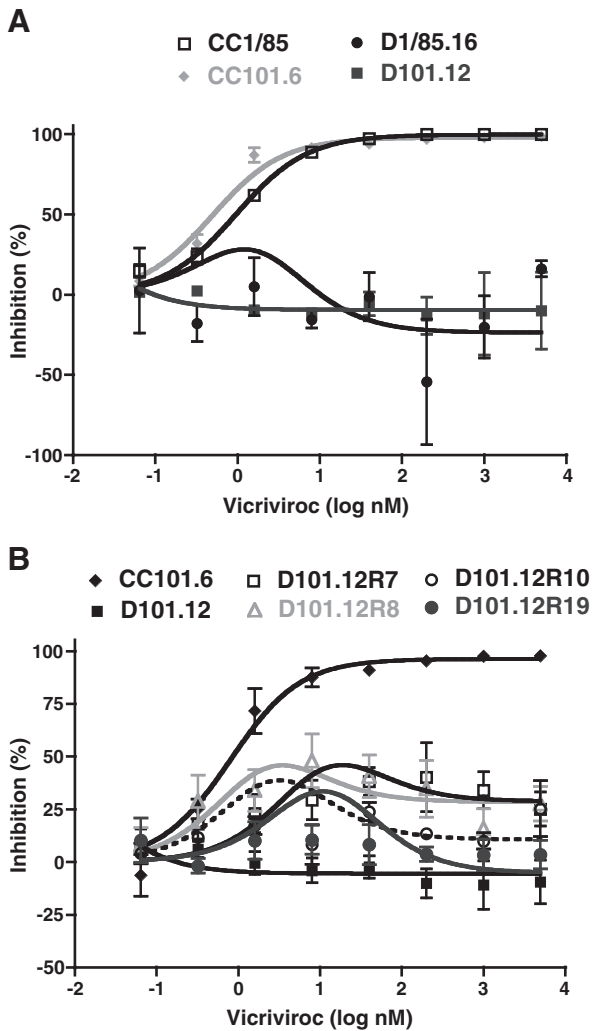 A
CC1/85 D1/85.16
CC101.6 D101.12
100
50
0
-50
-100
Inhibition (%)
-2 -1 0 1 2 3 4
Vicriviroc (log nM)
B
CC101.6 D101.12R7 D101.12R10
D101.12 D101.12R8 D101.12R19
100
75
50
25
0
-25
-50
Inhibition (%)
-2 -1 0 1 2 3 4
Vicriviroc (log nM)